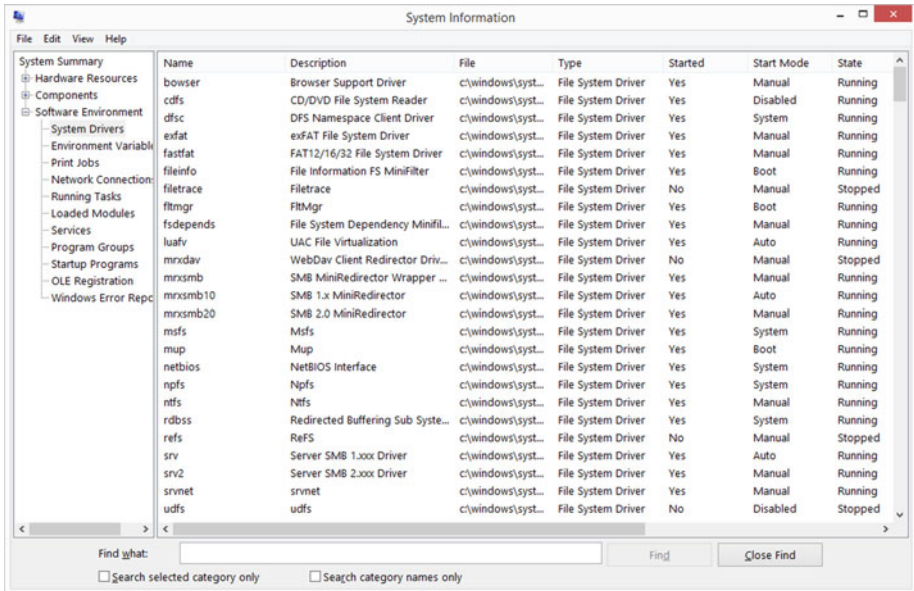 System Information
File Edit View Help
System Summary
Hardware Resources
Components
Software Environment
System Drivers
Environment Variable
Print Jobs
Network Connection
Running Tasks
Loaded Modules
Services
Program Groups
Startup Programs
OLE Registration
Windows Error Repo
Name Description File Type Started Start Mode State
bowser Browser Support Driver c:\windows\syst... File System Driver Yes Manual Running
cdfs CD/DVD File System Reader c:\windows\syst... File System Driver Yes Disabled Running
dfsc DFS Namespace Client Driver c:\windows\syst... File System Driver Yes System Running
exfat exFAT File System Driver c:\windows\syst... File System Driver Yes Manual Running
fastfat FAT12/16/32 File System Driver c:\windows\syst... File System Driver Yes Manual Running
fileinfo File Information FS MiniFilter c:\windows\syst... File System Driver Yes Boot Running
filetrace Filetrace c:\windows\syst... File System Driver No Manual Stopped
fltmgr FltMgr c:\windows\syst... File System Driver Yes Boot Running
fsdepends File System Dependency Minifil... c:\windows\syst... File System Driver Yes Manual Running
luafv UAC File Virtualization c:\windows\syst... File System Driver Yes Auto Running
mrxdav WebDav Client Redirector Driv... c:\windows\syst... File System Driver No Manual Stopped
mrxsmb SMB MiniRedirector Wrapper ... c:\windows\syst... File System Driver Yes Manual Running
mrxsmb10 SMB 1.x MiniRedirector c:\windows\syst... File System Driver Yes Auto Running
mrxsmb20 SMB 2.0 MiniRedirector c:\windows\syst... File System Driver Yes Manual Running
msfs Msfs c:\windows\syst... File System Driver Yes System Running
mup Mup c:\windows\syst... File System Driver Yes Boot Running
netbios NetBIOS Interface c:\windows\syst... File System Driver Yes System Running
npfs Npfs c:\windows\syst... File System Driver Yes System Running
ntfs Ntfs c:\windows\syst... File System Driver Yes Manual Running
rdbss Redirected Buffering Sub Syste... c:\windows\syst... File System Driver Yes System Running
refs ReFS c:\windows\syst... File System Driver No Manual Stopped
srv Server SMB 1.xxx Driver c:\windows\syst... File System Driver Yes Auto Running
srv2 Server SMB 2.xxx Driver c:\windows\syst... File System Driver Yes Manual Running
srvnet srvnet c:\windows\syst... File System Driver Yes Manual Running
udfs udfs c:\windows\syst... File System Driver No Disabled Stopped
Find what: Find Close Find
Search selected category only Search category names only